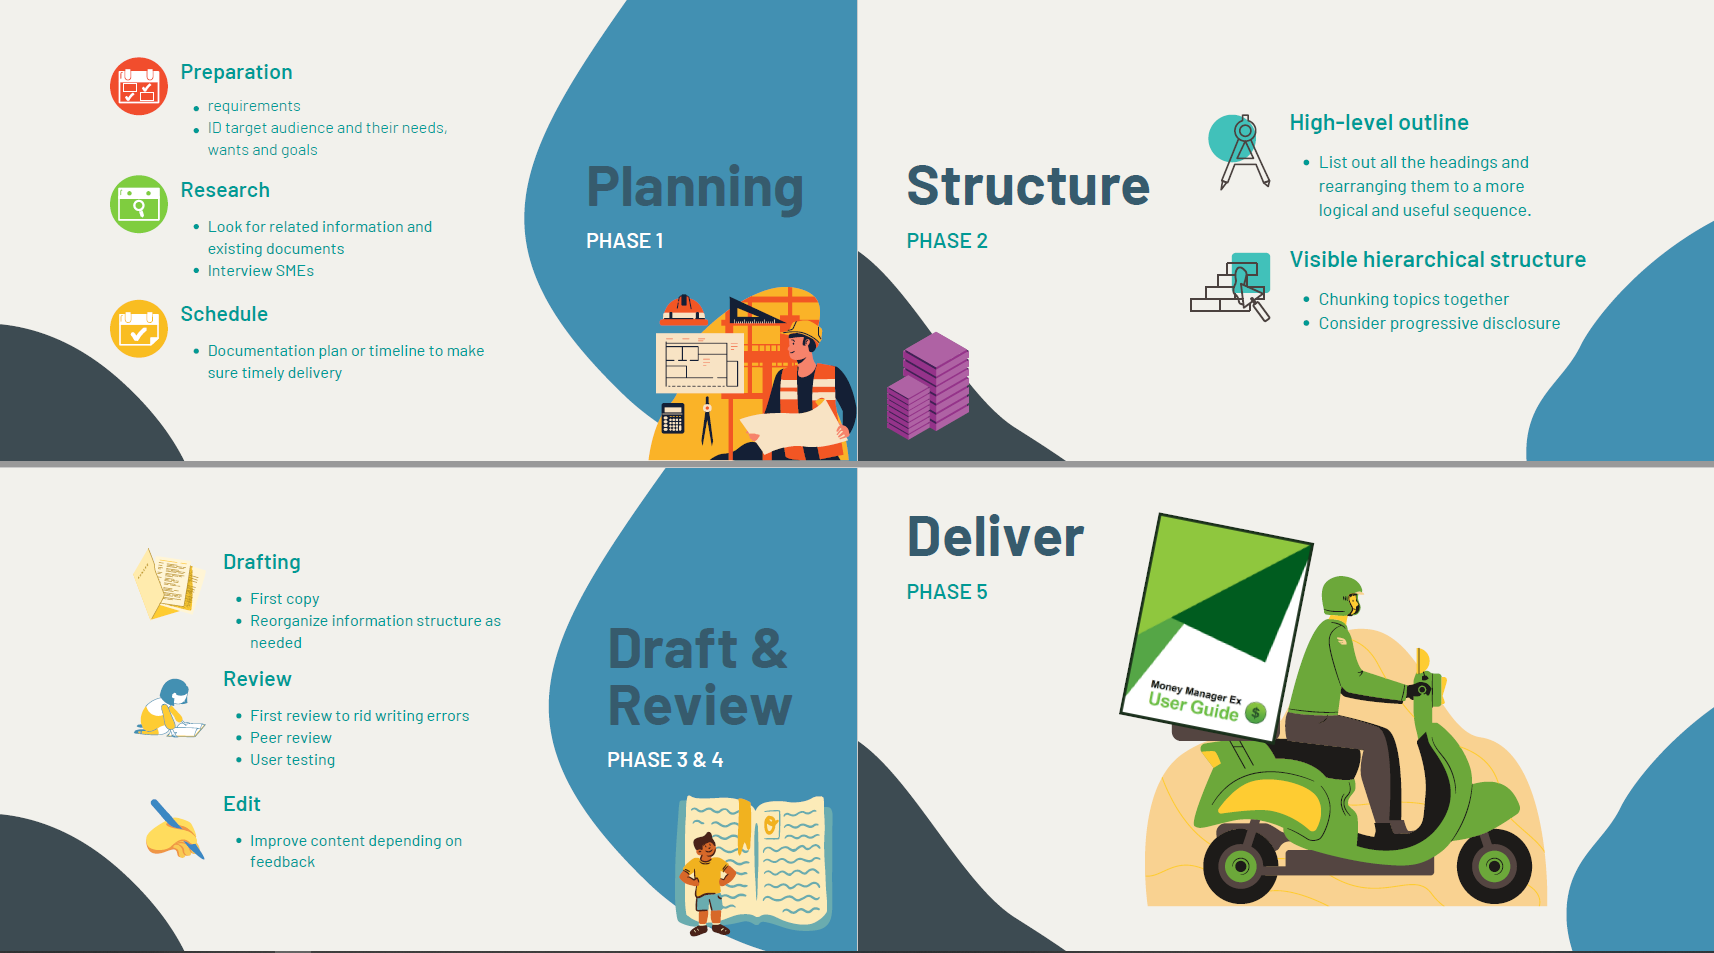 Preparation
requirements
ID target audience and their needs,
wants and goals
Research
Look for related information and
existing documents
Interview SMEs
Schedule
Documentation plan or timeline to make
sure timely delivery
Planning
PHASE 1
Structure
PHASE 2
High-level outline
List out all the headings and
rearranging them to a more
logical and useful sequence.
Visible hierarchical structure
Chunking topics together
Consider progressive disclosure
Drafting
First copy
Reorganize information structure as
needed
Review
First review to rid writing errors
Peer review
User testing
Edit
Improve content depending on
feedback
Draft &
Review
PHASE 3 & 4
Deliver
PHASE 5
Money Manager Ex
User Guide
$